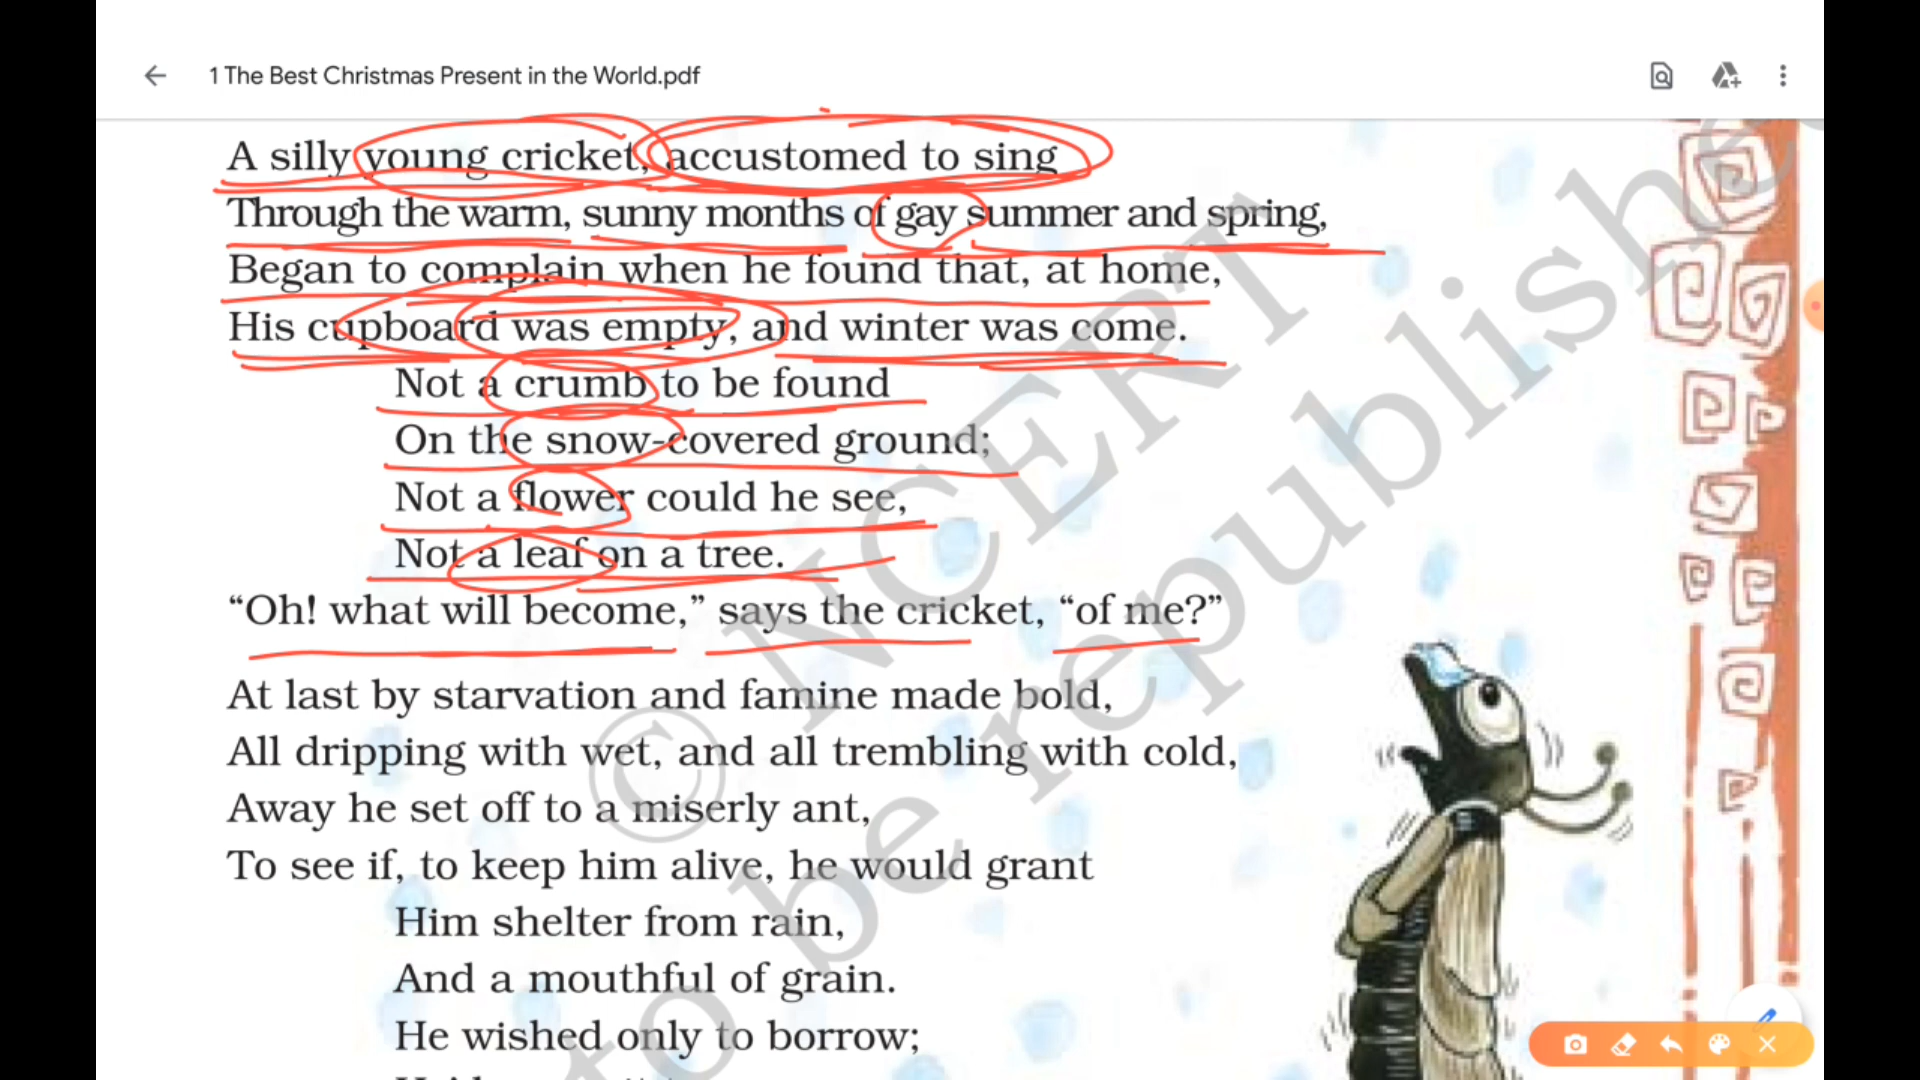 1 The Best Christmas Present in the World.pdf
A silly young cricket, accustomed to sing
Through the warm, sunny months of gay summer and spring,
Began to complain when he found that, at home,
His cupboard was empty, and winter was come.
Not a crumb to be found
On the snow-covered ground;
Not a flower could he see,
Not a leaf on a tree.
“Oh! what will become,” says the cricket, “of me?”
At last by starvation and famine made bold,
All dripping with wet, and all trembling with cold,
Away he set off to a miserly ant,
To see if, to keep him alive, he would grant
Him shelter from rain,
And a mouthful of grain.
He wished only to borrow;
© NCERT
to be republished